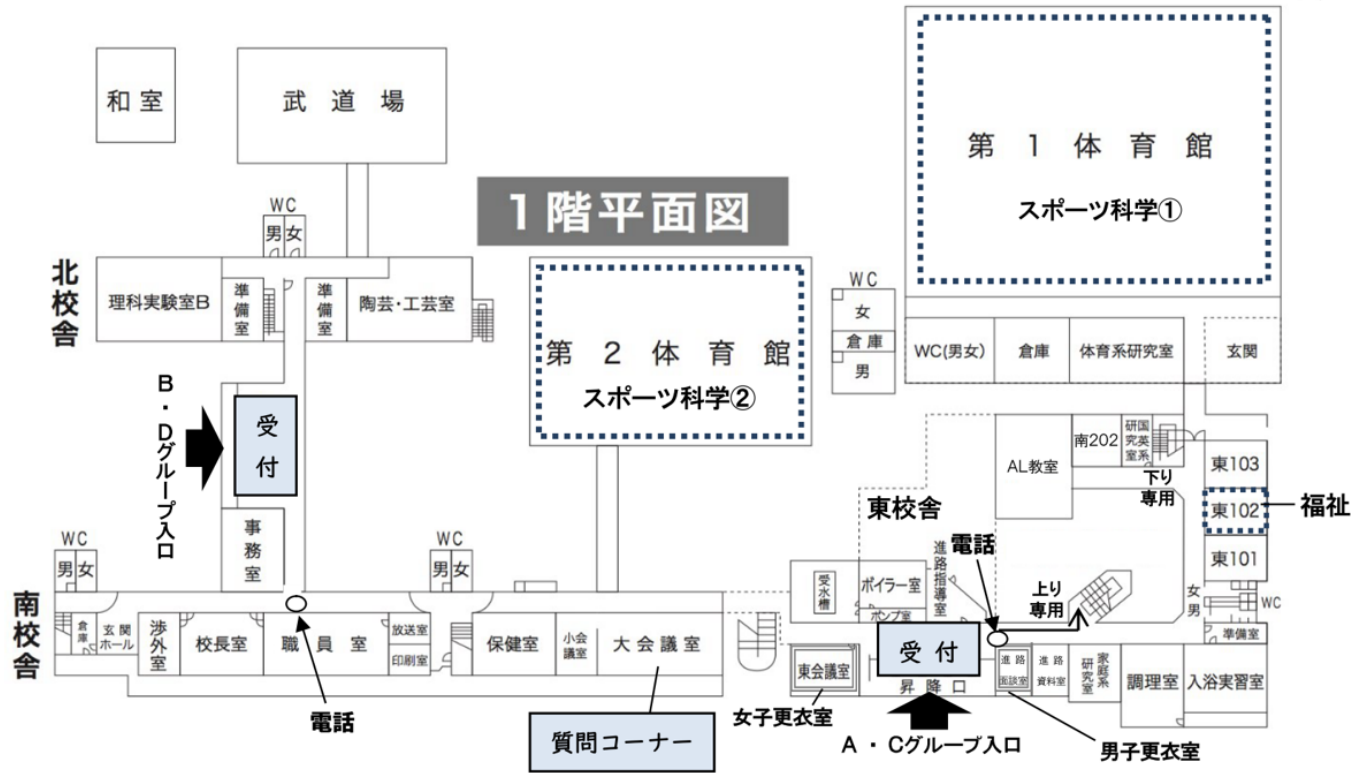 和室
武道場
第1体育館
スポーツ科学①
1階平面図
WC
男 女
北校舎
理科実験室B
準備室
準備室
陶芸・工芸室
第2体育館
スポーツ科学②
WC
女
倉庫
男
WC(男女)
倉庫
体育系研究室
玄関
B・Dグループ入口
受付
AL教室
南202
国英系研究室
下り専用
東103
東102
福祉
東101
東校舎
電話
事務室
WC
男 女
WC
男 女
受水槽
ボイラー室
ポンプ室
進路指導室
上り専用
女
男
WC
準備室
南校舎
倉庫
玄関ホール
渉外室
校長室
職員室
放送室
印刷室
保健室
小会議室
大会議室
東会議室
受付
昇降口
進路面談室
進路資料室
家庭系研究室
調理室
入浴実習室
電話
質問コーナー
女子更衣室
A・Cグループ入口
男子更衣室